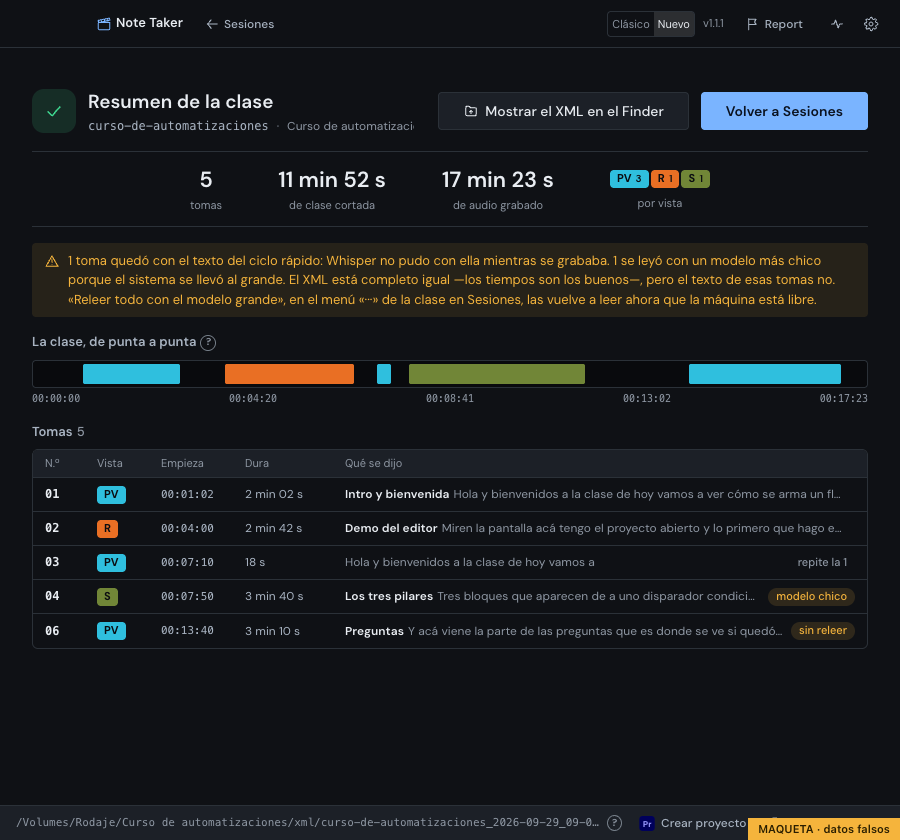 Note Taker
Sesiones
Clásico Nuevo v1.1.1 Report
Resumen de la clase
curso-de-automatizaciones · Curso de automatizaci
Mostrar el XML en el Finder
Volver a Sesiones
5 11 min 52 s 17 min 23 s PV 3 R 1 S 1
tomas de clase cortada de audio grabado por vista
1 toma quedó con el texto del ciclo rápido: Whisper no pudo con ella mientras se grababa. 1 se leyó con un modelo más chico
porque el sistema se llevó al grande. El XML está completo igual —los tiempos son los buenos—, pero el texto de esas tomas no.
«Releer todo con el modelo grande», en el menú «···» de la clase en Sesiones, las vuelve a leer ahora que la máquina está libre.
La clase, de punta a punta ?
00:00:00 00:04:20 00:08:41 00:13:02 00:17:23
Tomas 5
N.º Vista Empieza Dura Qué se dijo
01 PV 00:01:02 2 min 02 s Intro y bienvenida Hola y bienvenidos a la clase de hoy vamos a ver cómo se arma un fl…
02 R 00:04:00 2 min 42 s Demo del editor Miren la pantalla acá tengo el proyecto abierto y lo primero que hago e…
03 PV 00:07:10 18 s Hola y bienvenidos a la clase de hoy vamos a repite la 1
04 S 00:07:50 3 min 40 s Los tres pilares Tres bloques que aparecen de a uno disparador condici… modelo chico
06 PV 00:13:40 3 min 10 s Preguntas Y acá viene la parte de las preguntas que es donde se ve si quedó… sin releer
/Volumes/Rodaje/Curso de automatizaciones/xml/curso-de-automatizaciones_2026-09-29_09-0… ? Pr Crear proyecto
MAQUETA · datos falsos